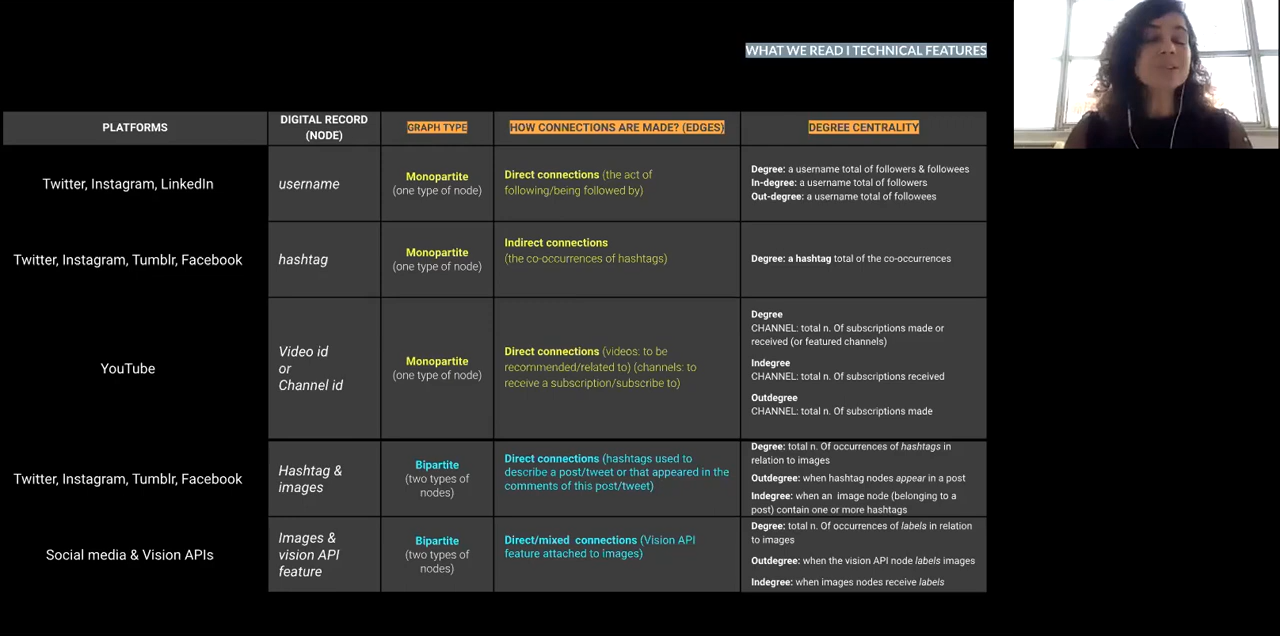 WHAT WE READ I TECHNICAL FEATURES
PLATFORMS
DIGITAL RECORD
(NODE)
GRAPH TYPE
HOW CONNECTIONS ARE MADE? (EDGES)
DEGREE CENTRALITY
Twitter, Instagram, LinkedIn
username
Monopartite
(one type of node)
Direct connections (the act of
following/being followed by)
Degree: a username total of followers & followees
In-degree: a username total of followers
Out-degree: a username total of followees
Twitter, Instagram, Tumblr, Facebook
hashtag
Monopartite
(one type of node)
Indirect connections
(the co-occurrences of hashtags)
Degree: a hashtag total of the co-occurrences
YouTube
Video id
or
Channel id
Monopartite
(one type of node)
Direct connections (videos: to be
recommended/related to) (channels: to
receive a subscription/subscribe to)
Degree
CHANNEL: total n. Of subscriptions made or
received (or featured channels)
Indegree
CHANNEL: total n. Of subscriptions received
Outdegree
CHANNEL: total n. Of subscriptions made
Twitter, Instagram, Tumblr, Facebook
Hashtag &
images
Bipartite
(two types of
nodes)
Direct connections (hashtags used to
describe a post/tweet or that appeared in the
comments of this post/tweet)
Degree: total n. Of occurrences of hashtags in
relation to images
Outdegree: when hashtag nodes appear in a post
Indegree: when an image node (belonging to a
post) contain one or more hashtags
Social media & Vision APIs
Images &
vision API
feature
Bipartite
(two types of
nodes)
Direct/mixed connections (Vision API
feature attached to images)
Degree: total n. Of occurrences of labels in relation
to images
Outdegree: when the vision API node labels images
Indegree: when images nodes receive labels